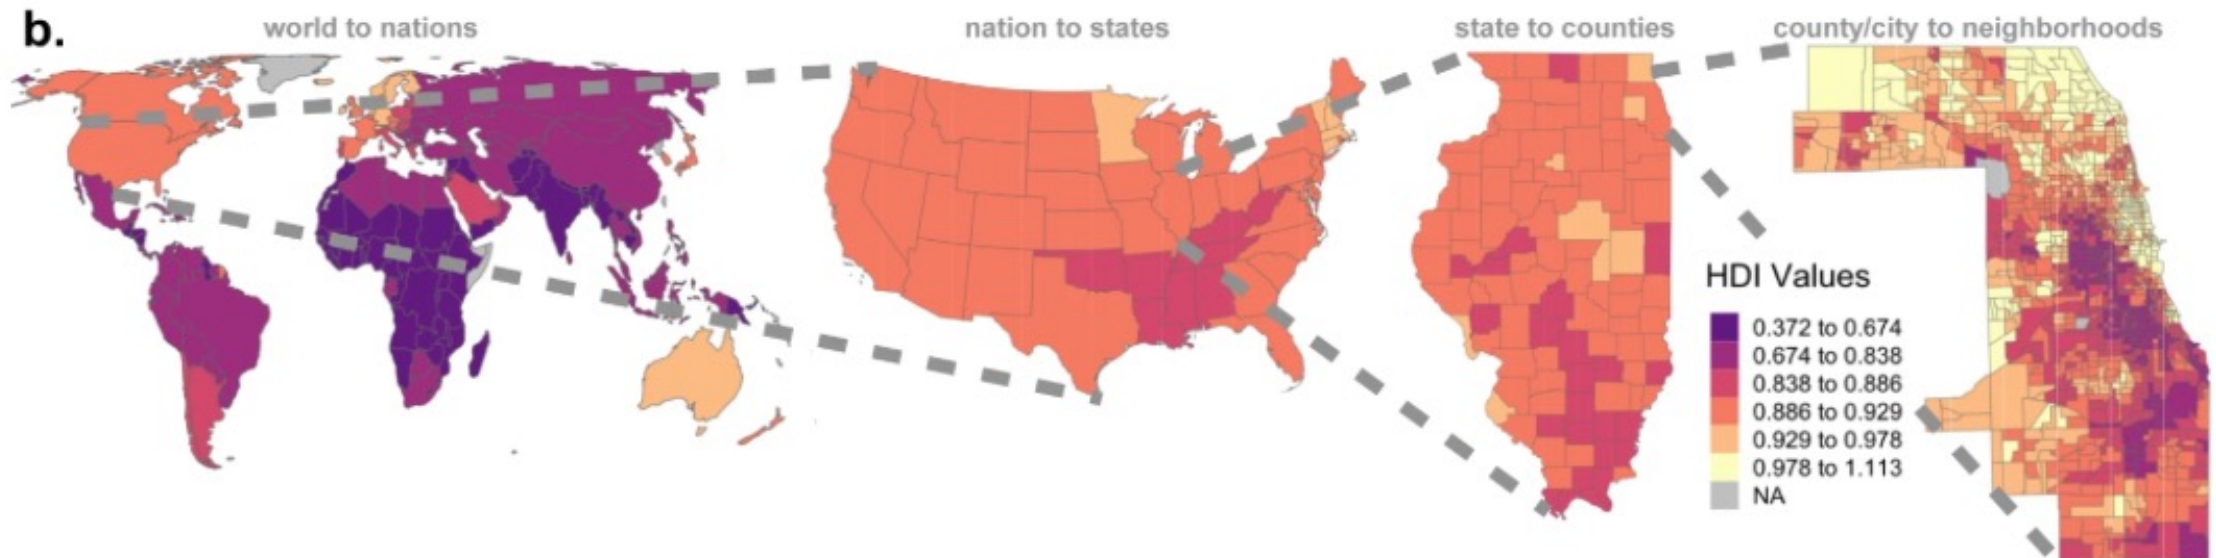 b.
world to nations
nation to states
state to counties
county/city to neighborhoods
HDI Values
0.372 to 0.674
0.674 to 0.838
0.838 to 0.886
0.886 to 0.929
0.929 to 0.978
0.978 to 1.113
NA